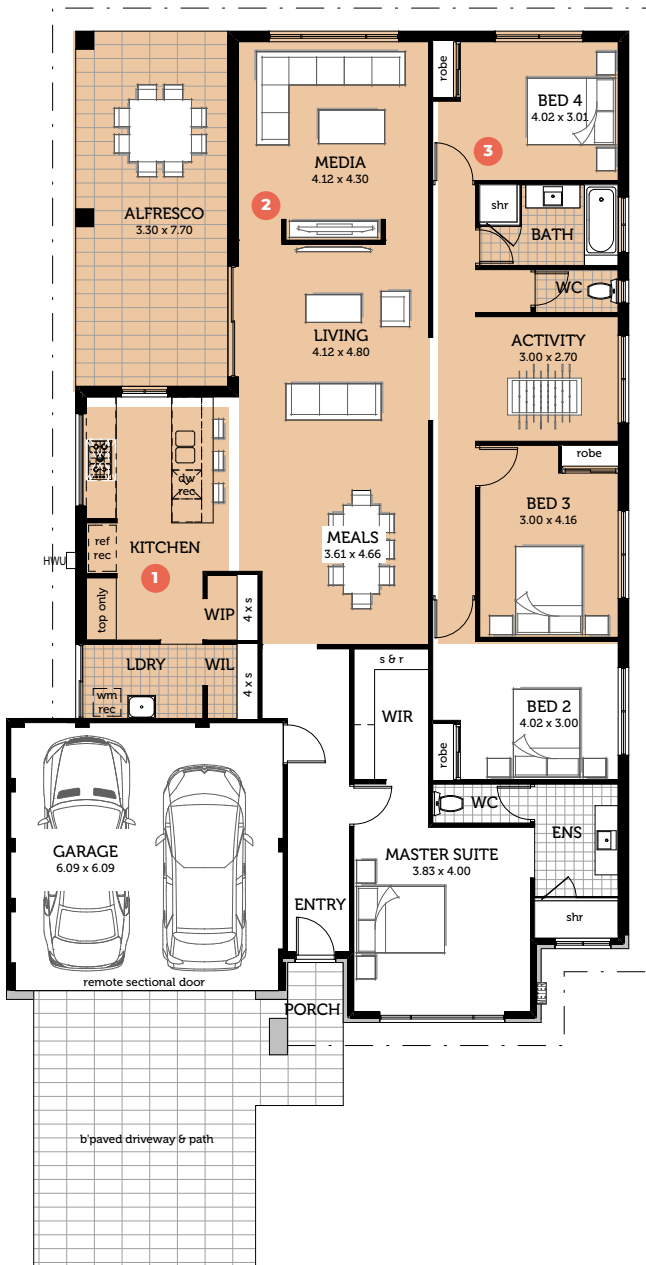 robe
BED 4
4.02 x 3.01
3
MEDIA
4.12 x 4.30
2
shr
ALFRESCO
3.30 x 7.70
BATH
WC
LIVING
4.12 x 4.80
ACTIVITY
3.00 x 2.70
robe
dw
rec
BED 3
3.00 x 4.16
ref
rec
KITCHEN
MEALS
3.61 x 4.66
HWU
1
top only
WIP
4 x s
LDRY
WIL
4 x s
s & r
wm
rec
WIR
BED 2
4.02 x 3.00
robe
WC
ENS
GARAGE
6.09 x 6.09
MASTER SUITE
3.83 x 4.00
ENTRY
shr
remote sectional door
METER
PORCH
b'paved driveway & path